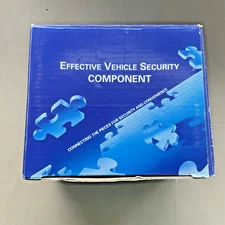 EFFECTIVE VEHICLE SECURITY
COMPONENT
CONNECTING THE PIECES FOR SECURITY AND CONVENIENCE